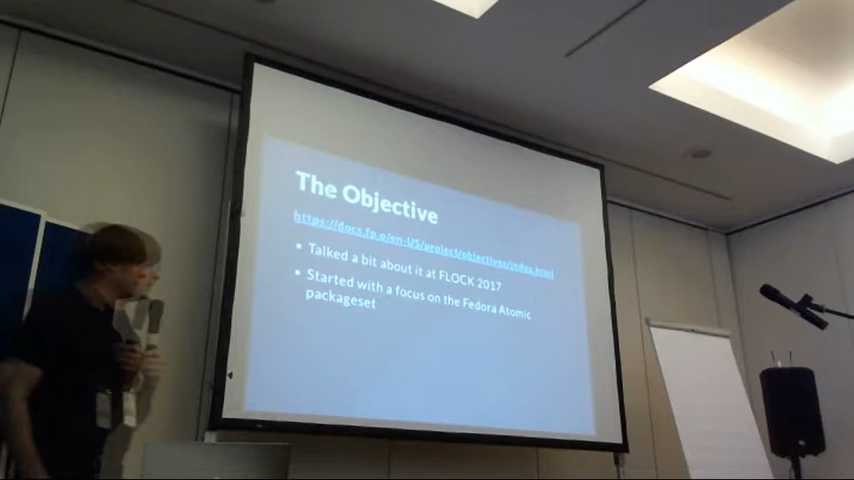 The Objective
https://docs.fp.o/en-US/project/objectives/index.html
• Talked a bit about it at FLOCK 2017
• Started with a focus on the Fedora Atomic
packageset